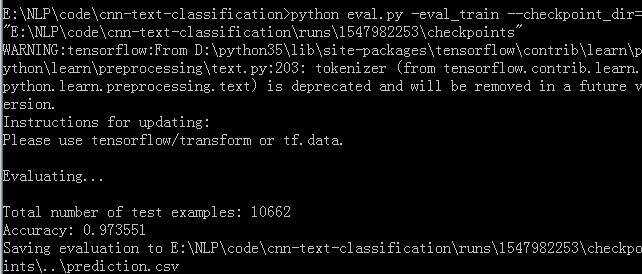 E:\NLP\code\cnn-text-classification>python eval.py -eval_train --checkpoint_dir=
"E:\NLP\code\cnn-text-classification\runs\1547982253\checkpoints"
WARNING:tensorflow:From D:\python35\lib\site-packages\tensorflow\contrib\learn\p
ython\learn\preprocessing\text.py:203: tokenizer (from tensorflow.contrib.learn.
python.learn.preprocessing.text) is deprecated and will be removed in a future v
ersion.
Instructions for updating:
Please use tensorflow/transform or tf.data.
Evaluating...
Total number of test examples: 10662
Accuracy: 0.973551
Saving evaluation to E:\NLP\code\cnn-text-classification\runs\1547982253\checkpo
ints\..\prediction.csv